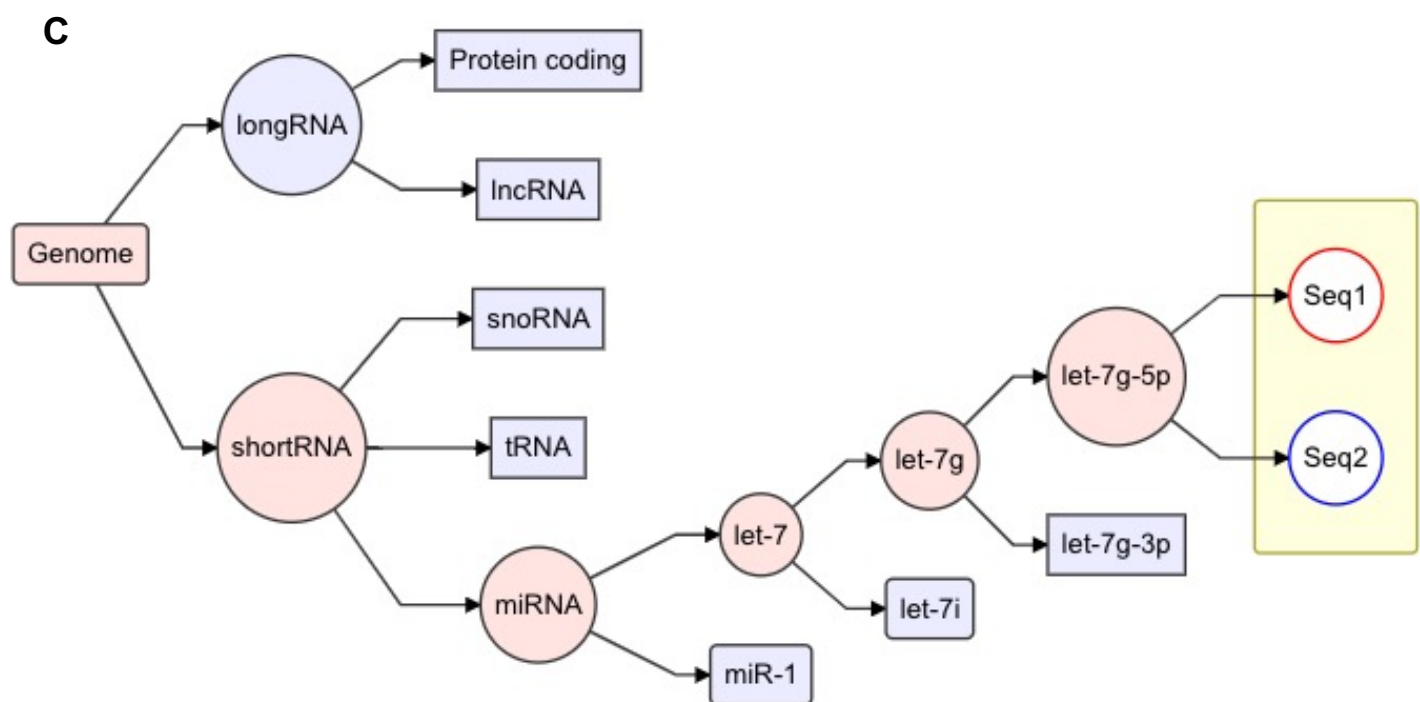 C
Protein coding
longRNA
lncRNA
Genome
snoRNA
Seq1
let-7g-5p
shortRNA
tRNA
let-7g
Seq2
let-7
let-7g-3p
miRNA
let-7i
miR-1